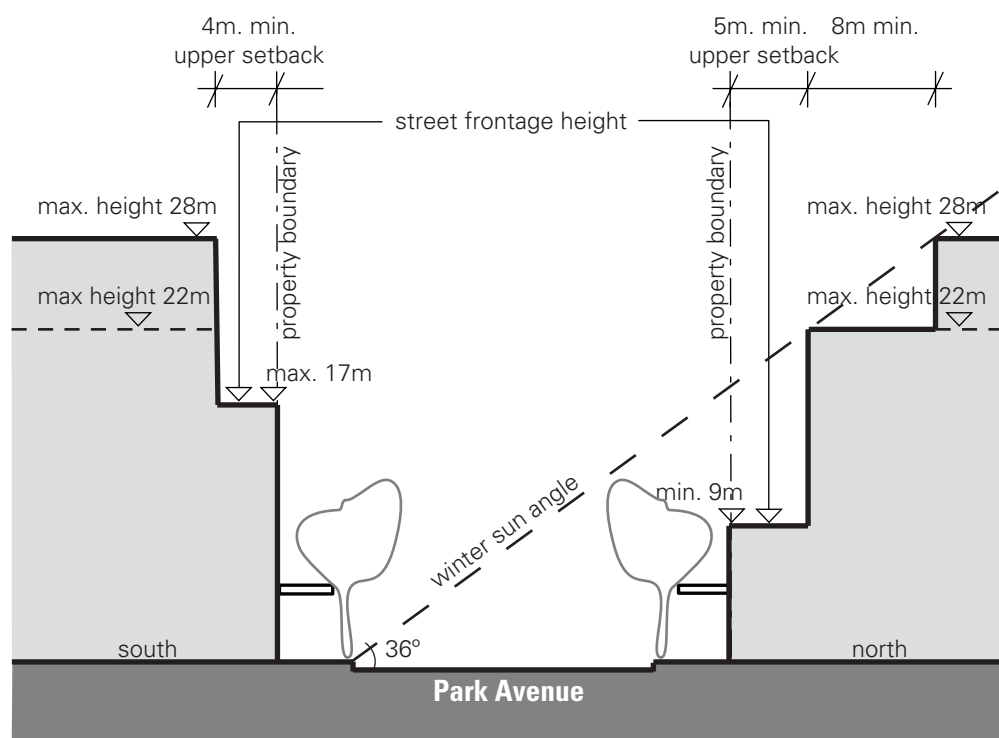 4m. min.
upper setback
5m. min.
upper setback
8m min.
street frontage height
property boundary
property boundary
max. height 28m
max. height 28m
max height 22m
max. height 22m
max. 17m
min. 9m
winter sun angle
36º
south
north
Park Avenue